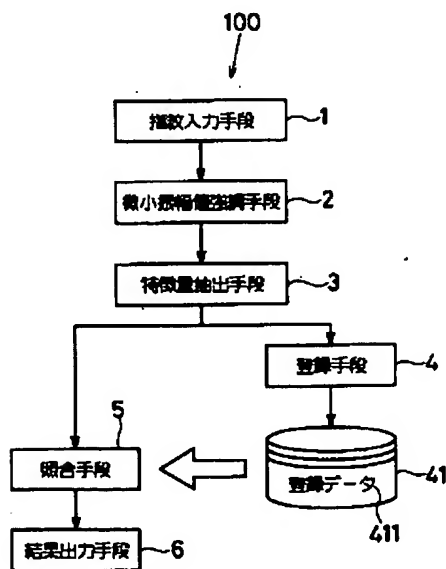 100
指紋入力手段
1
微小振幅値強調手段
2
特徴量抽出手段
3
登録手段
4
5
照合手段
登録データ
41
411
結果出力手段
6